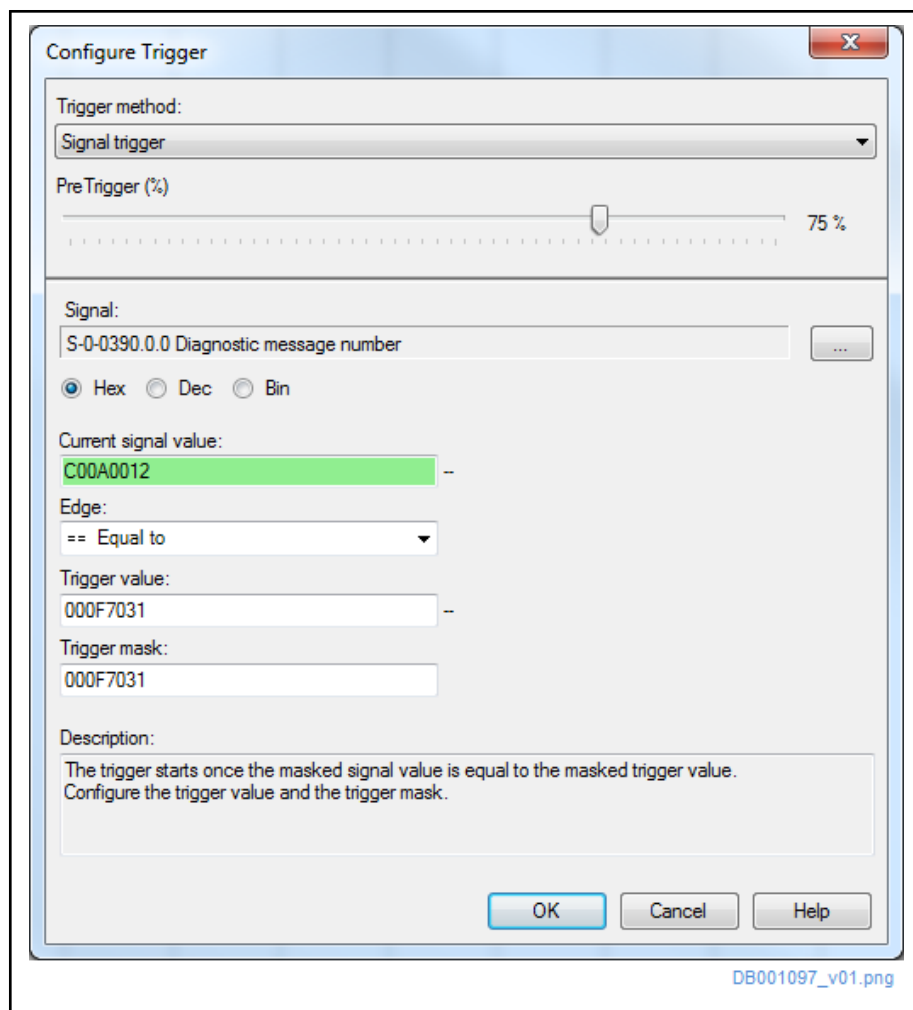 Configure Trigger
Trigger method:
Signal trigger
Pre Trigger (%)
75 %
Signal:
S-0-0390.0.0 Diagnostic message number
...
Hex Dec Bin
Current signal value:
C00A0012 --
Edge:
== Equal to
Trigger value:
000F7031 --
Trigger mask:
000F7031
Description:
The trigger starts once the masked signal value is equal to the masked trigger value.
Configure the trigger value and the trigger mask.
OK Cancel Help
DB001097_v01.png